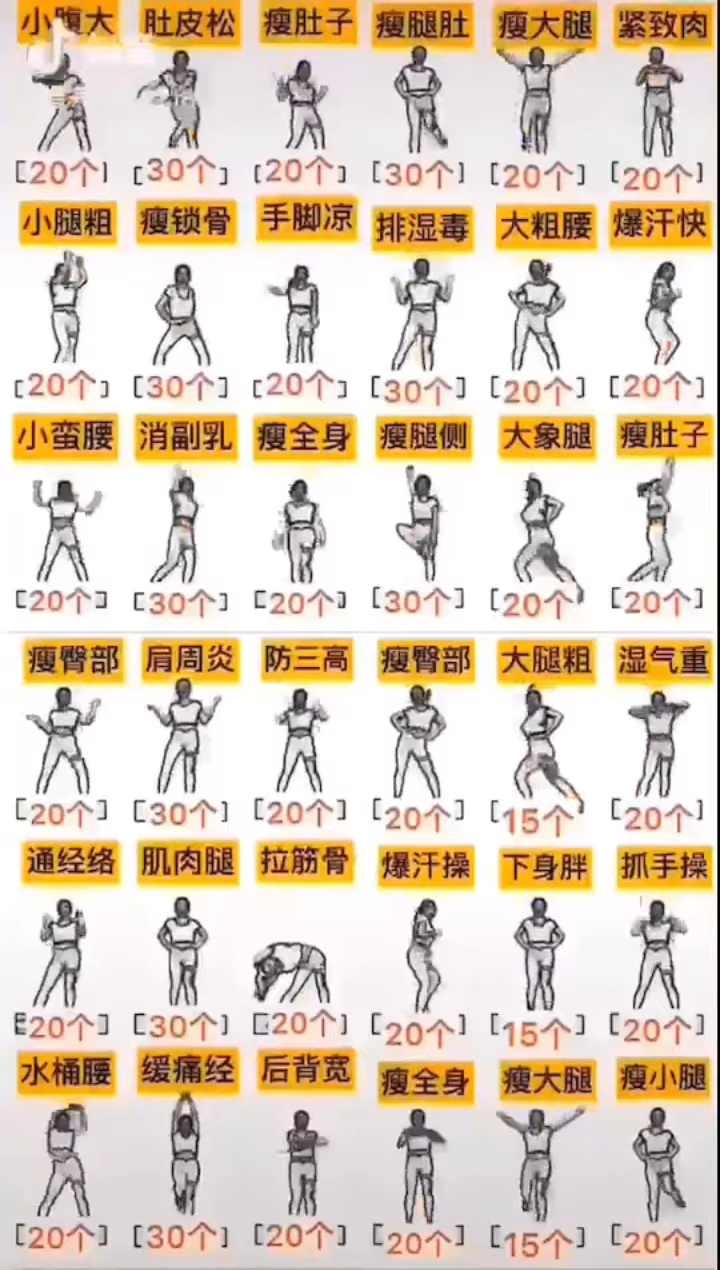 小腹大 肚皮松 瘦肚子 瘦腿肚 瘦大腿 紧致肉
[20个] [30个] [20个] [30个] [20个] [20个]
小腿粗 瘦锁骨 手脚凉 排湿毒 大粗腰 爆汗快
[20个] [30个] [20个] [30个] [20个] [20个]
小蛮腰 消副乳 瘦全身 瘦腿侧 大象腿 瘦肚子
[20个] [30个] [20个] [30个] [20个] [20个]
瘦臀部 肩周炎 防三高 瘦臀部 大腿粗 湿气重
[20个] [30个] [20个] [20个] [15个] [20个]
通经络 肌肉腿 拉筋骨 爆汗操 下身胖 抓手操
[20个] [30个] [20个] [20个] [15个] [20个]
水桶腰 缓痛经 后背宽 瘦全身 瘦大腿 瘦小腿
[20个] [30个] [20个] [20个] [15个] [20个]